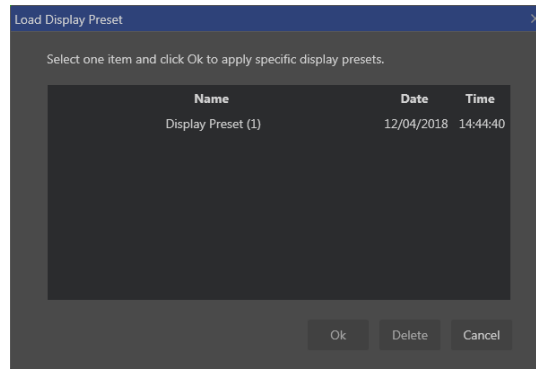 Load Display Preset
Select one item and click Ok to apply specific display presets.
Name Date Time
Display Preset (1) 12/04/2018 14:44:40
Ok Delete Cancel